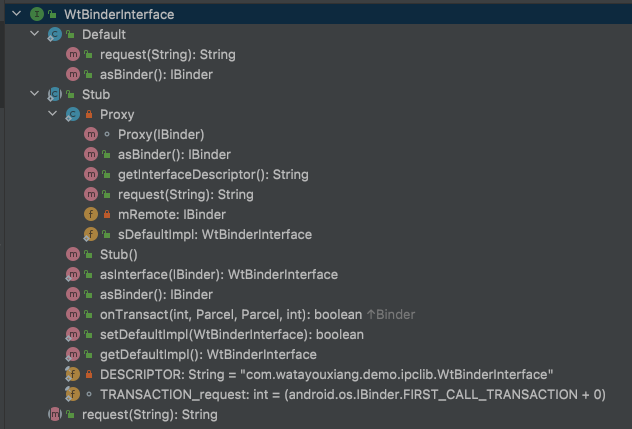 WtBinderInterface
Default
request(String): String
asBinder(): IBinder
Stub
Proxy
Proxy(IBinder)
asBinder(): IBinder
getInterfaceDescriptor(): String
request(String): String
mRemote: IBinder
sDefaultImpl: WtBinderInterface
Stub()
asInterface(IBinder): WtBinderInterface
asBinder(): IBinder
onTransact(int, Parcel, Parcel, int): boolean ↑Binder
setDefaultImpl(WtBinderInterface): boolean
getDefaultImpl(): WtBinderInterface
DESCRIPTOR: String = "com.watayouxiang.demo.ipclib.WtBinderInterface"
TRANSACTION_request: int = (android.os.IBinder.FIRST_CALL_TRANSACTION + 0)
request(String): String